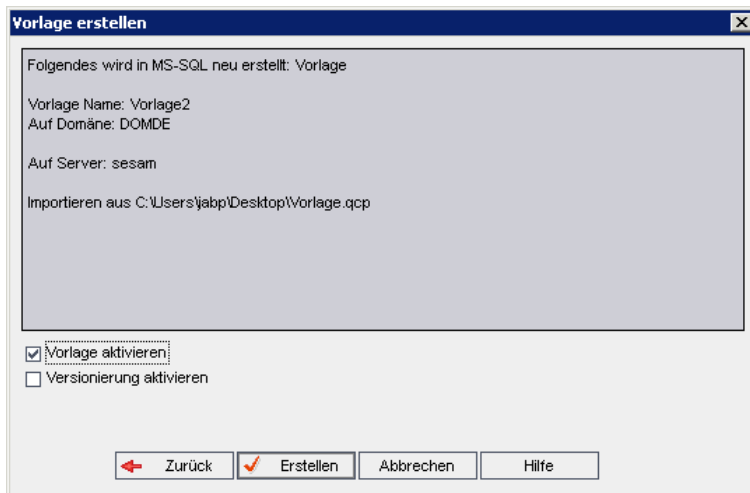 Vorlage erstellen
Folgendes wird in MS-SQL neu erstellt: Vorlage
Vorlage Name: Vorlage2
Auf Domäne: DOMDE
Auf Server: sesam
Importieren aus C:\Users\jabp\Desktop\Vorlage.qcp
Vorlage aktivieren
Versionierung aktivieren
Zurück Erstellen Abbrechen Hilfe